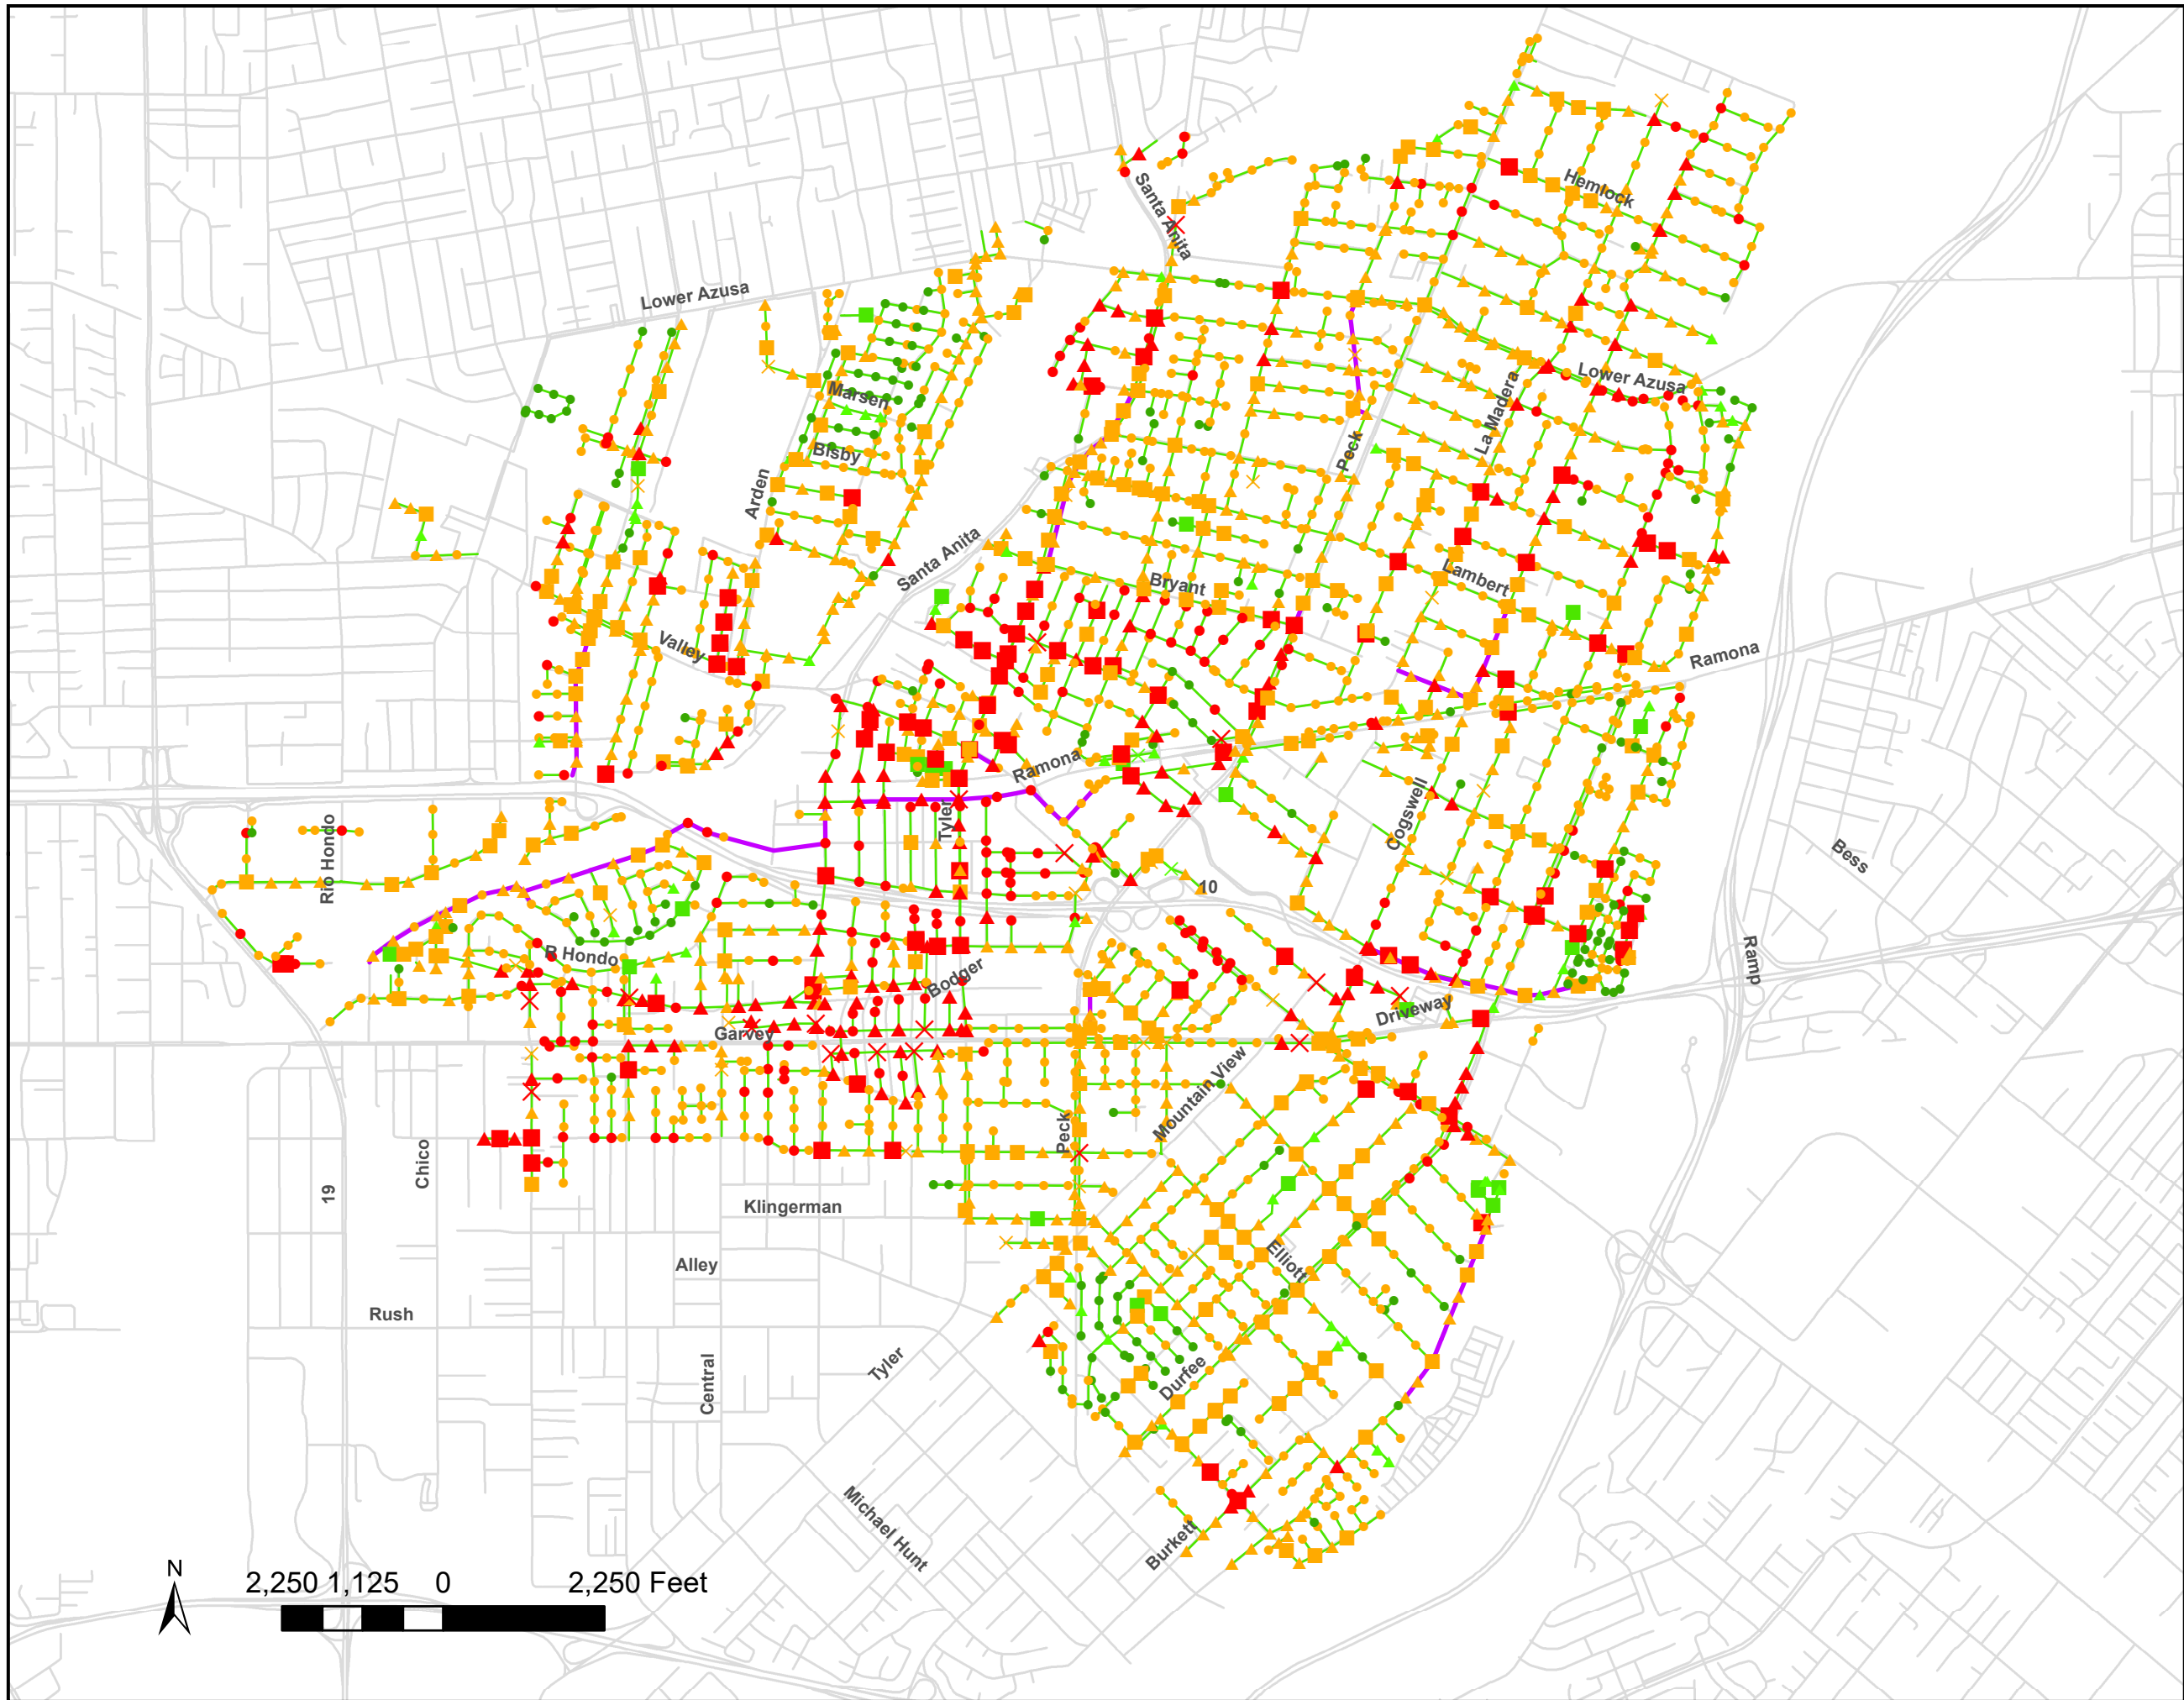 Santa Anita
Hemlock
Lower Azusa
Lower Azusa
Marsen
La Madera
Bisby
Peck
Arden
Santa Anita
Bryant
Lambert
Valley
Ramona
Ramona
Tyler
Cogswell
Rio Hondo
Bess
10
B Hondo
Bodger
Ramp
Driveway
Garvey
Mountain View
Peck
Chico
19
Klingerman
Elliott
Alley
Rush
Central
Tyler
Durfee
Michael Hunt
Burkett
N
2,250 1,125 0 2,250 Feet